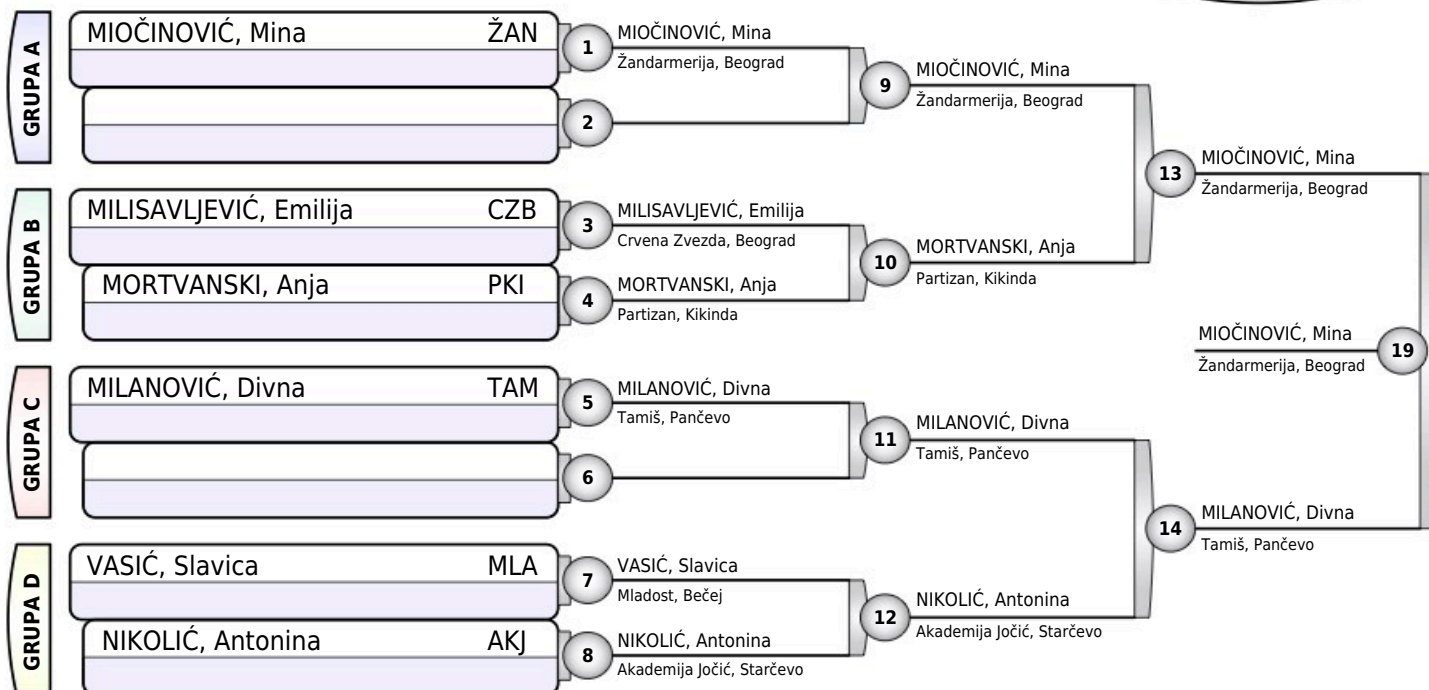 GRUPA A
MIOČINOVIĆ, Mina ŽAN
1
MIOČINOVIĆ, Mina
Žandarmerija, Beograd
2
9
MIOČINOVIĆ, Mina
Žandarmerija, Beograd
GRUPA B
MILISAVLJEVIĆ, Emilija CZB
3
MILISAVLJEVIĆ, Emilija
Crvena Zvezda, Beograd
MORTVANSKI, Anja PKI
4
MORTVANSKI, Anja
Partizan, Kikinda
10
MORTVANSKI, Anja
Partizan, Kikinda
13
MIOČINOVIĆ, Mina
Žandarmerija, Beograd
GRUPA C
MILANOVIĆ, Divna TAM
5
MILANOVIĆ, Divna
Tamiš, Pančevo
6
11
MILANOVIĆ, Divna
Tamiš, Pančevo
GRUPA D
VASIĆ, Slavica MLA
7
VASIĆ, Slavica
Mladost, Bečej
NIKOLIĆ, Antonina AKJ
8
NIKOLIĆ, Antonina
Akademija Jočić, Starčevo
12
NIKOLIĆ, Antonina
Akademija Jočić, Starčevo
14
MILANOVIĆ, Divna
Tamiš, Pančevo
MIOČINOVIĆ, Mina
Žandarmerija, Beograd
19